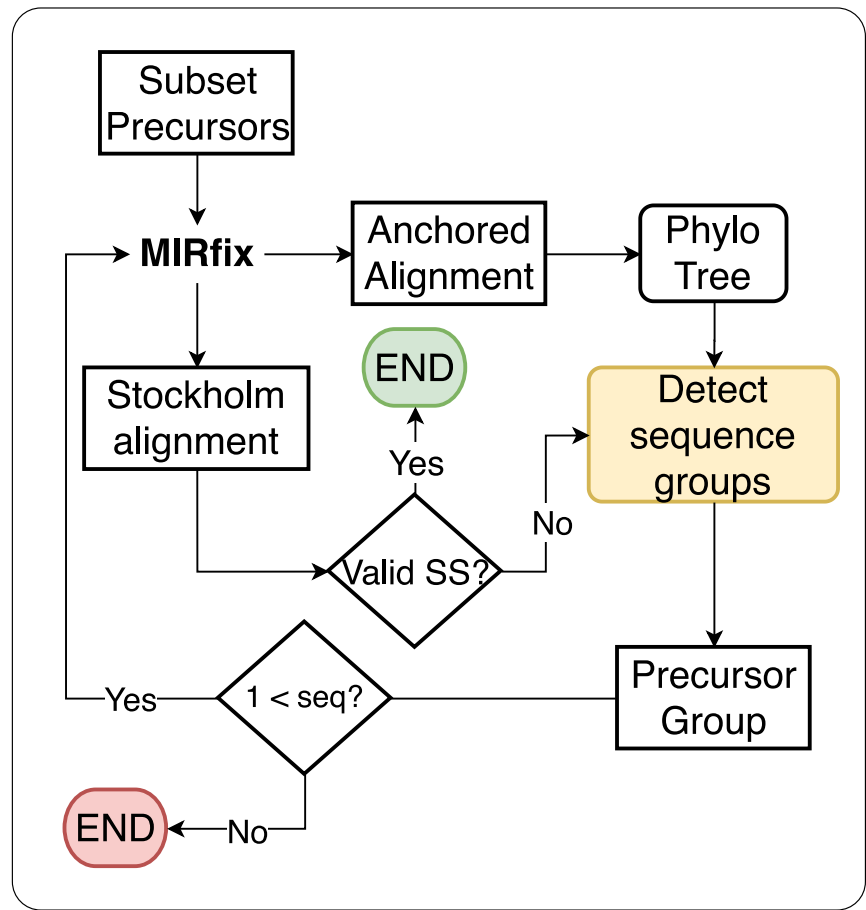 Subset
Precursors
MIRfix
Anchored
Alignment
Phylo
Tree
Stockholm
alignment
END
Yes
Valid SS?
No
Detect
sequence
groups
Precursor
Group
1 < seq?
Yes
No
END